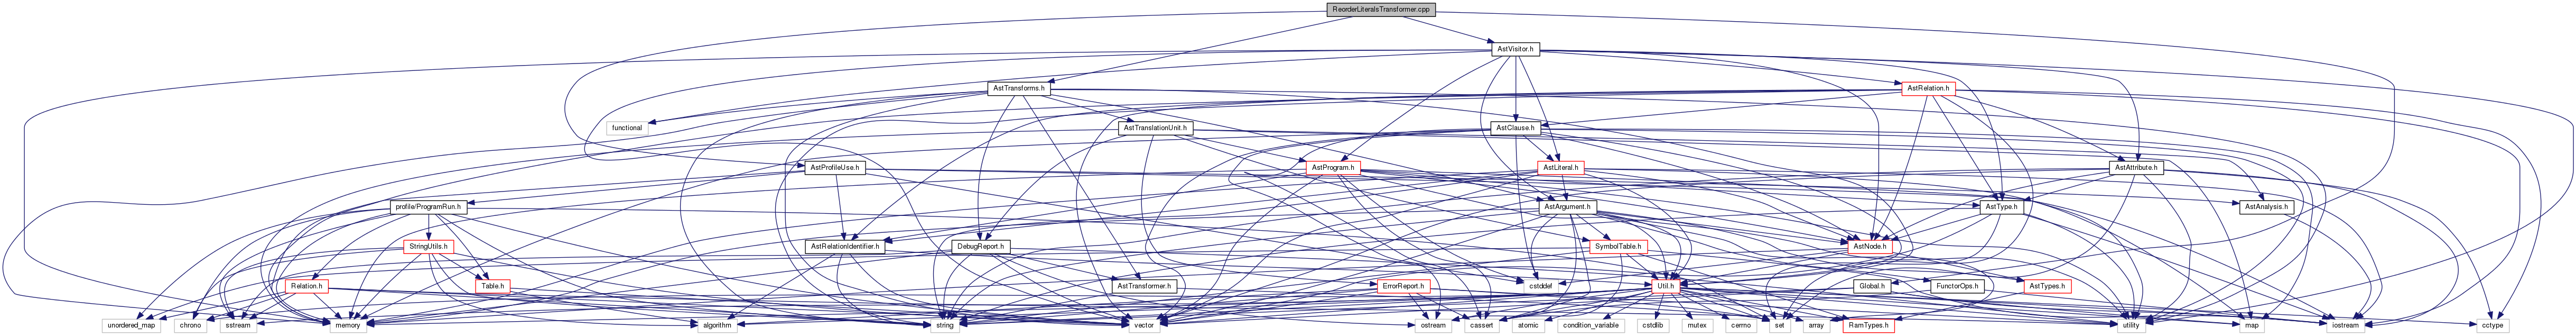 ReorderLiteralsTransformer.cpp
AstVisitor.h
AstTransforms.h
AstRelation.h
functional
AstTranslationUnit.h
AstClause.h
AstProfileUse.h
AstProgram.h
AstLiteral.h
AstAttribute.h
profile/ProgramRun.h
AstArgument.h
AstType.h
AstAnalysis.h
StringUtils.h
AstRelationIdentifier.h
DebugReport.h
SymbolTable.h
AstNode.h
Relation.h
Table.h
AstTransformer.h
cstddef
ErrorReport.h
Util.h
Global.h
FunctorOps.h
AstTypes.h
unordered_map
chrono
sstream
memory
algorithm
string
vector
ostream
cassert
atomic
condition_variable
cstdlib
mutex
cerrno
set
array
RamTypes.h
utility
map
iostream
cctype